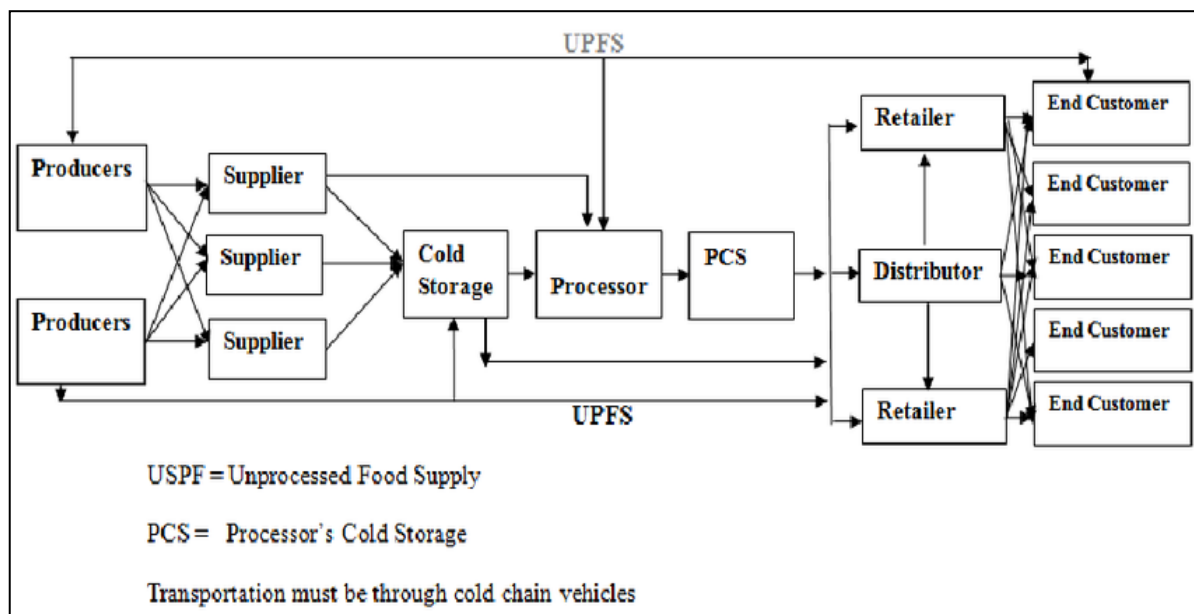 UPFS
Producers
Supplier
Supplier
Producers
Supplier
Cold
Storage
Processor
PCS
Retailer
Distributor
Retailer
End Customer
End Customer
End Customer
End Customer
End Customer
UPFS
USPF = Unprocessed Food Supply
PCS = Processor's Cold Storage
Transportation must be through cold chain vehicles